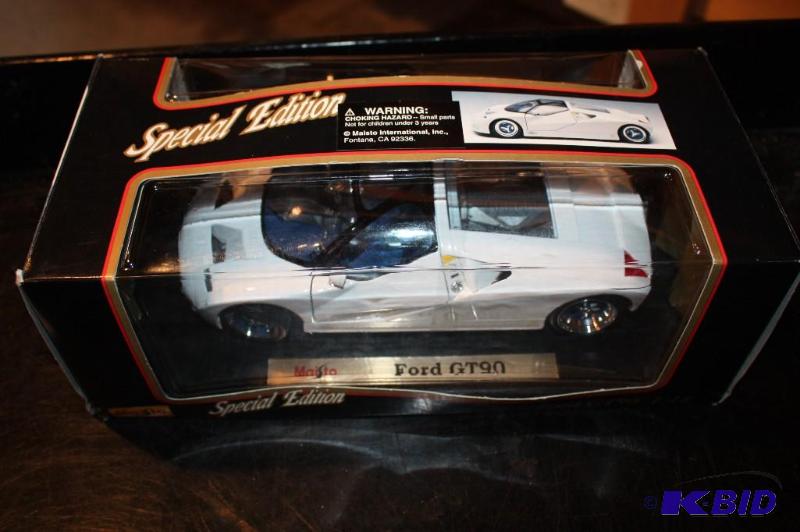 Special Edition
WARNING:
CHOKING HAZARD -- Small parts
Not for children under 3 years
© Maisto International, Inc.,
Fontana, CA 92336.
Maisto
Ford GT90
Special Edition
© K-BID